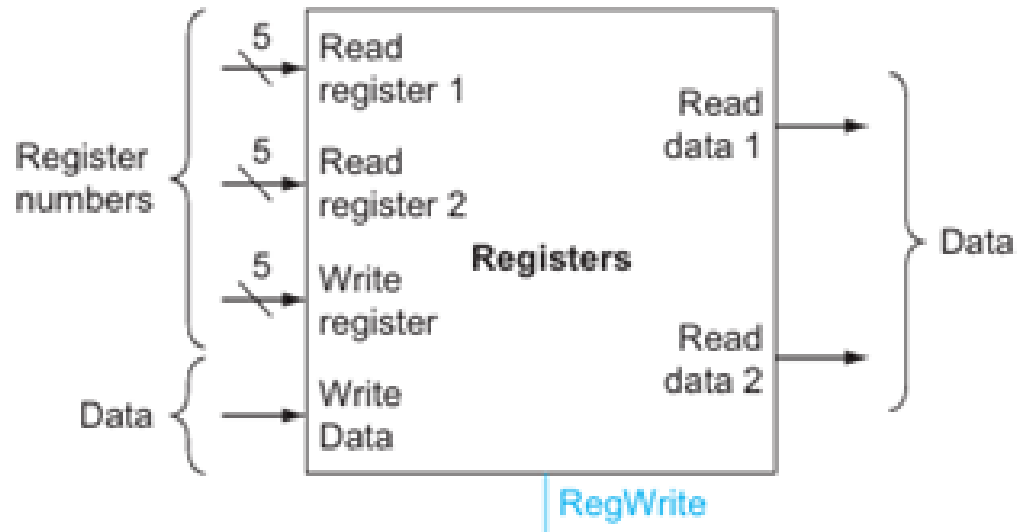 5
Read
register 1
5
Read
register 2
5
Write
register
Write
Data
Register
numbers
Data
Registers
Read
data 1
Read
data 2
Data
RegWrite